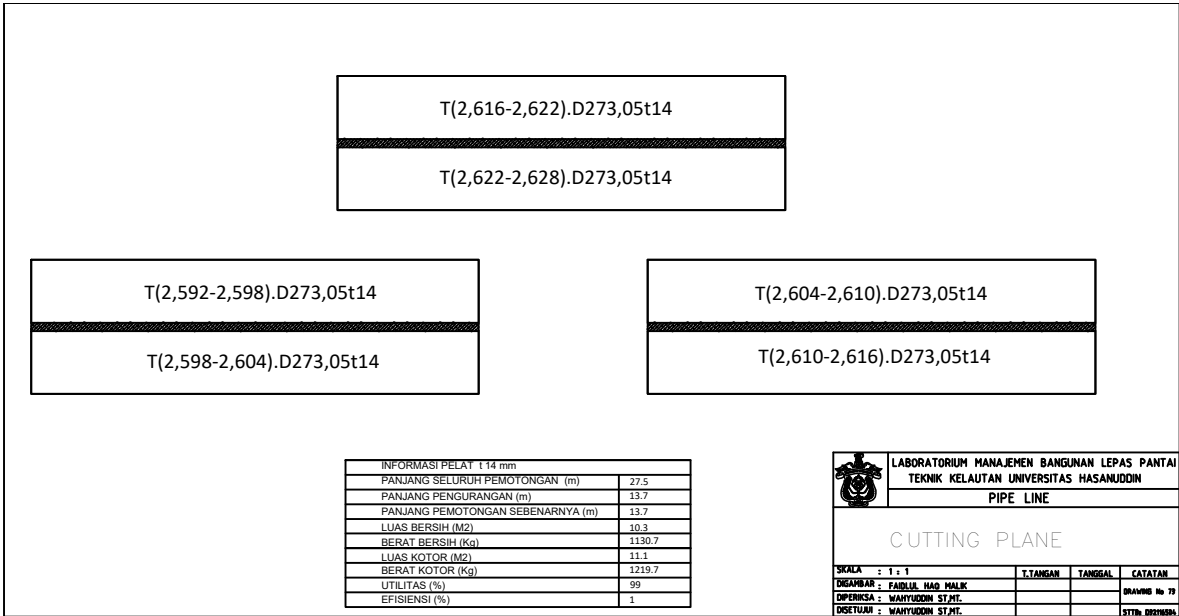 T(2,616-2,622).D273,05t14
T(2,622-2,628).D273,05t14
T(2,592-2,598).D273,05t14
T(2,598-2,604).D273,05t14
T(2,604-2,610).D273,05t14
T(2,610-2,616).D273,05t14
INFORMASI PELAT t 14 mm
PANJANG SELURUH PEMOTONGAN (m) 27.5
PANJANG PENGURANGAN (m) 13.7
PANJANG PEMOTONGAN SEBENARNYA (m) 13.7
LUAS BERSIH (M2) 10.3
BERAT BERSIH (Kg) 1130.7
LUAS KOTOR (M2) 11.1
BERAT KOTOR (Kg) 1219.7
UTILITAS (%) 99
EFISIENSI (%) 1
LABORATORIUM MANAJEMEN BANGUNAN LEPAS PANTAI
TEKNIK KELAUTAN UNIVERSITAS HASANUDDIN
PIPE LINE
CUTTING PLANE
SKALA : 1 : 1 T.TANGAN TANGGAL CATATAN
DIGAMBAR : FAIDLUL HAQ MALIK
DIPERIKSA : WAHYUDDIN ST,MT.
DISETUJUI : WAHYUDDIN ST,MT.
DRAWING No 79
STTB: D32116504